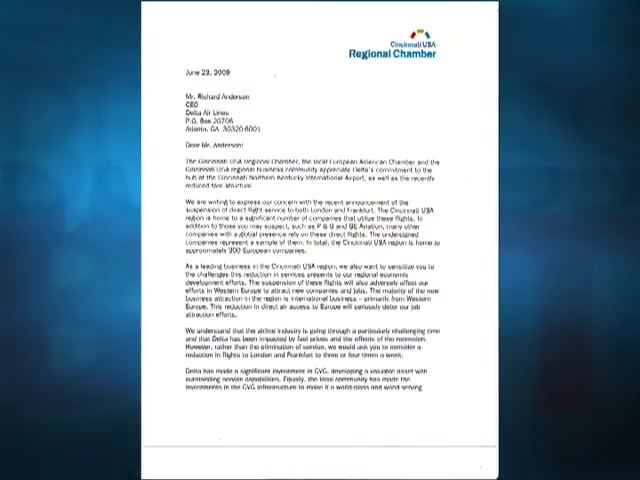 Cincinnati USA
Regional Chamber
June 23, 2009
Mr. Richard Anderson
CEO
Delta Air Lines
P.O. Box 20706
Atlanta, GA 30320-6001
Dear Mr. Anderson:
The Cincinnati USA Regional Chamber, the local European American Chamber and the
Cincinnati USA regional business community appreciate Delta's commitment to the
hub at the Cincinnati Northern Kentucky International Airport, as well as the recently
reduced fare structure.
We are writing to express our concern with the recent announcement of the
suspension of direct flight service to both London and Frankfurt. The Cincinnati USA
region is home to a significant number of companies that utilize these flights. In
addition to those you may suspect, such as P & G and GE Aviation, many other
companies with a global presence rely on these direct flights. The undersigned
companies represent a sample of them. In total, the Cincinnati USA region is home to
approximately 300 European companies.
As a leading business in the Cincinnati USA region, we also want to sensitize you to
the challenges this reduction in services presents to our regional economic
development efforts. The suspension of these flights will also adversely affect our
efforts in Western Europe to attract new companies and jobs. The majority of the new
business attraction in the region is international business – primarily from Western
Europe. This reduction in direct air access to Europe will seriously deter our job
attraction efforts.
We understand that the airline industry is going through a particularly challenging time
and that Delta has been impacted by fuel prices and the effects of the recession.
However, rather than the elimination of service, we would ask you to consider a
reduction in flights to London and Frankfurt to three or four times a week.
Delta has made a significant investment in CVG, developing a valuable asset with
outstanding service capabilities. Equally, the local community has made the
investments in the CVG infrastructure to make it a world class and world serving